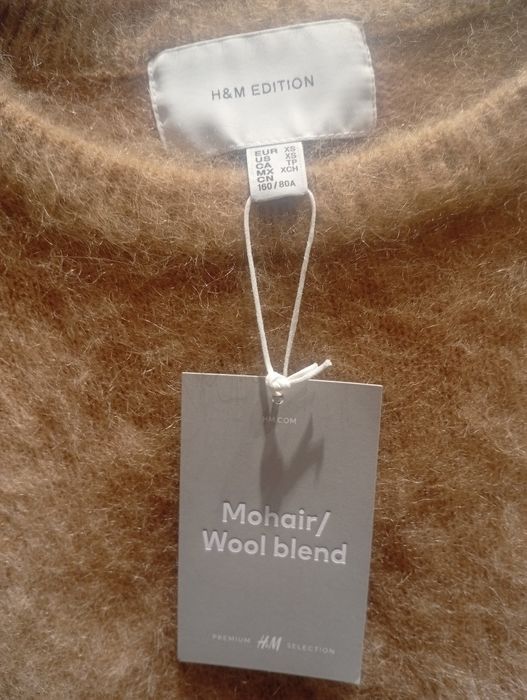 H&M EDITION
EUR XS
US XS
CA TP
MX XCH
CN
160/80A
HM.COM
Mohair/
Wool blend
PREMIUM H&M SELECTION